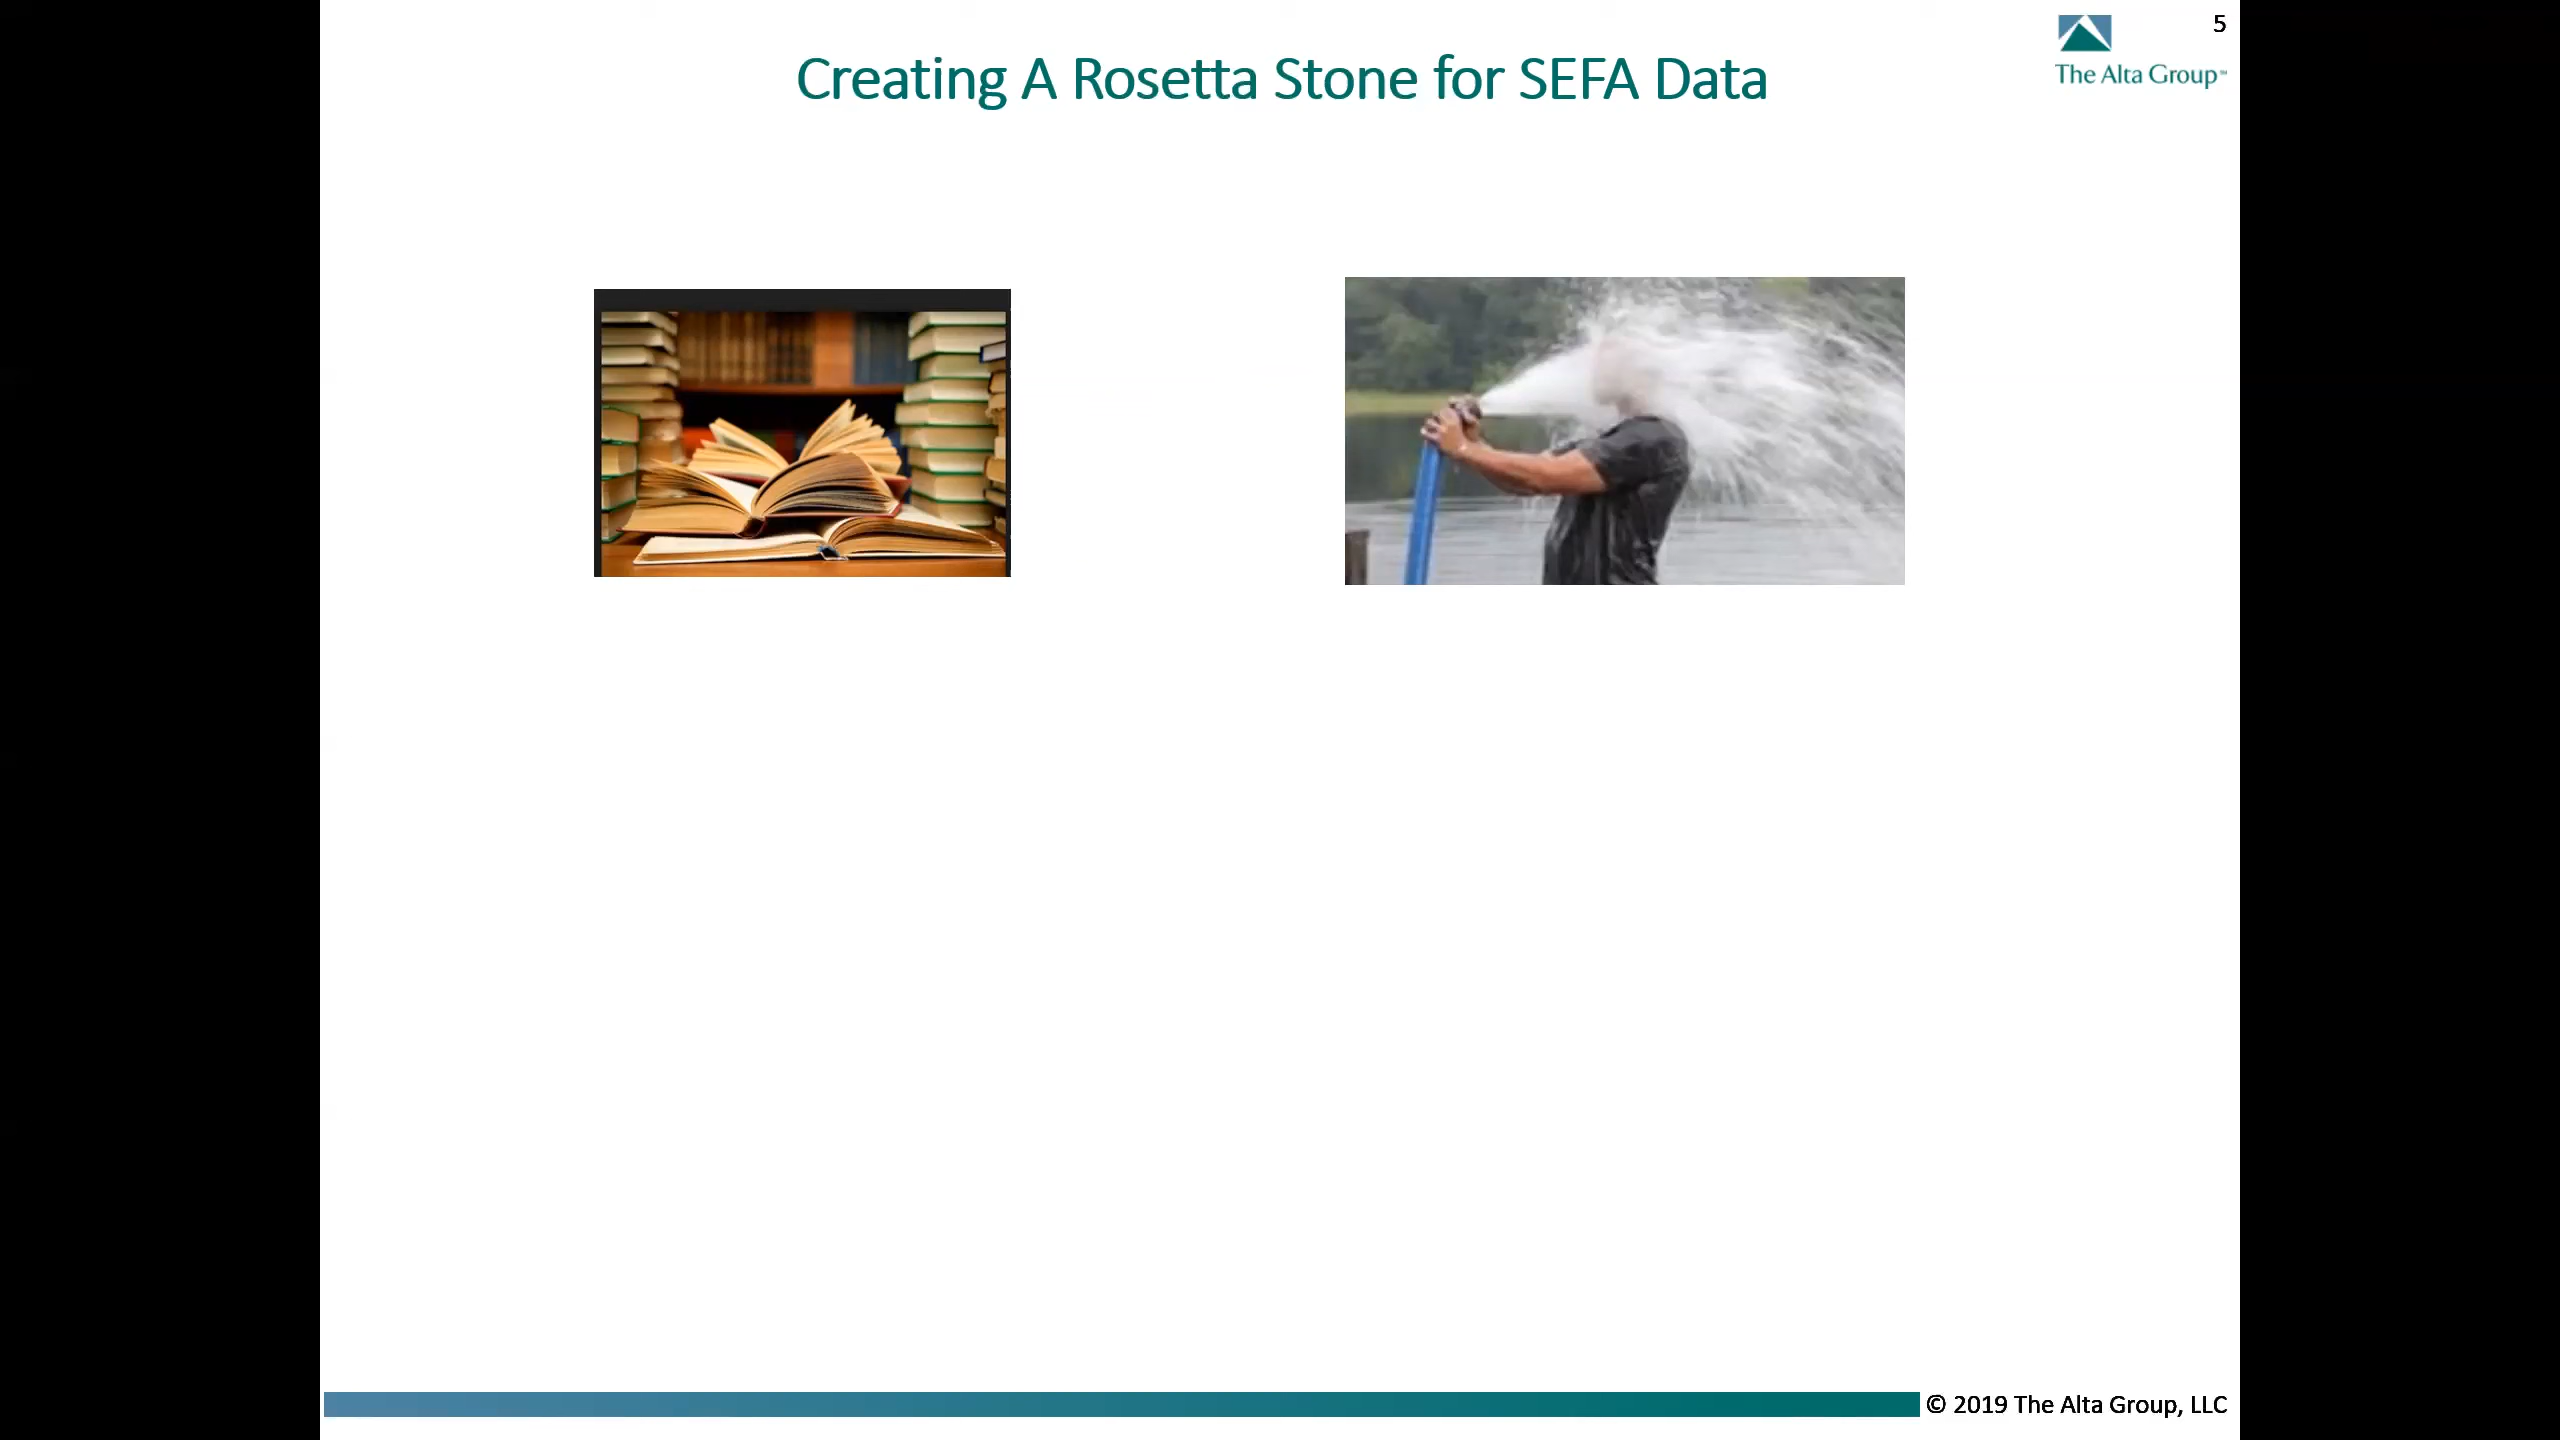 5
Creating A Rosetta Stone for SEFA Data
The Alta Group™
© 2019 The Alta Group, LLC